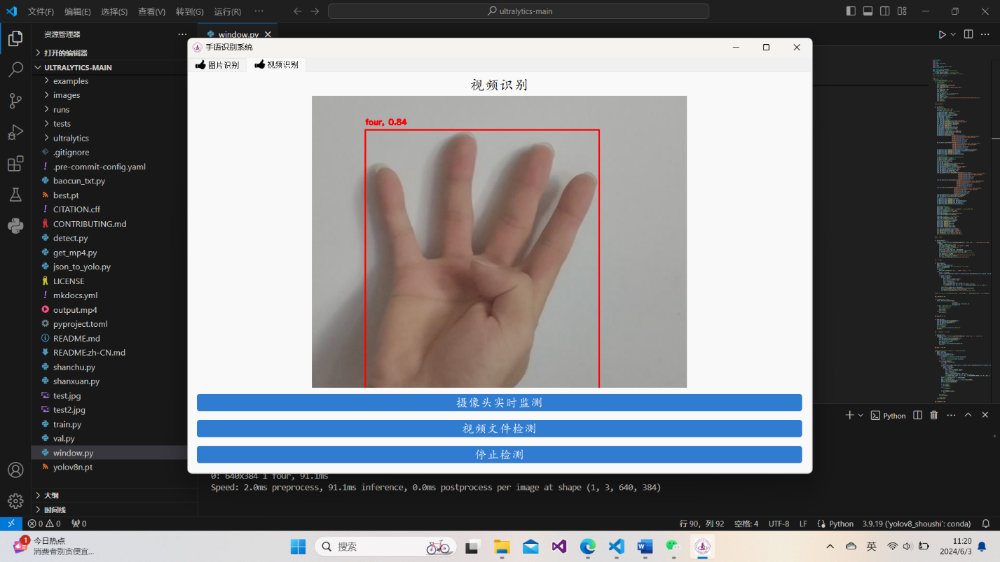 文件(F) 编辑(E) 选择(S) 查看(V) 转到(G) 运行(R) ··· ultralytics-main
资源管理器
window.py
打开的编辑器
ULTRALYTICS-MAIN
examples
images
runs
tests
ultralytics
.gitignore
.pre-commit-config.yaml
baocun_txt.py
best.pt
CITATION.cff
CONTRIBUTING.md
detect.py
get_mp4.py
json_to_yolo.py
LICENSE
mkdocs.yml
output.mp4
pyproject.toml
README.md
README.zh-CN.md
shanchu.py
shanxuan.py
test.jpg
test2.jpg
train.py
val.py
window.py
yolov8n.pt
大纲
时间线
手语识别系统
图片识别 视频识别
视频识别
four, 0.84
摄像头实时监测
视频文件检测
停止检测
Python
0: 640x384 1 four, 91.1ms
Speed: 2.0ms preprocess, 91.1ms inference, 0.0ms postprocess per image at shape (1, 3, 640, 384)
0 0 0 行 90，列 92 空格: 4 UTF-8 LF Python 3.9.19 ('yolov8_shoushi': conda)
1 今日热点
消费者别贪便宜...
搜索
英
11:20
2024/6/3